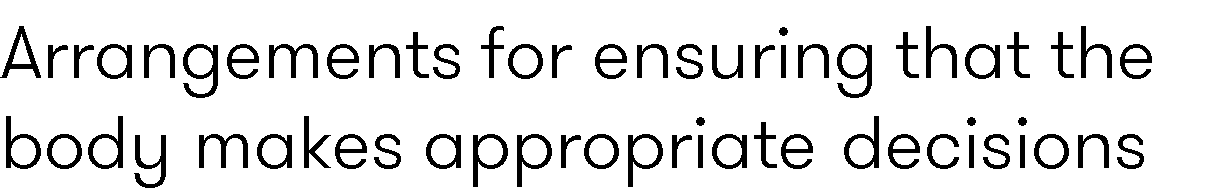 Arrangements for ensuring that the
body makes appropriate decisions